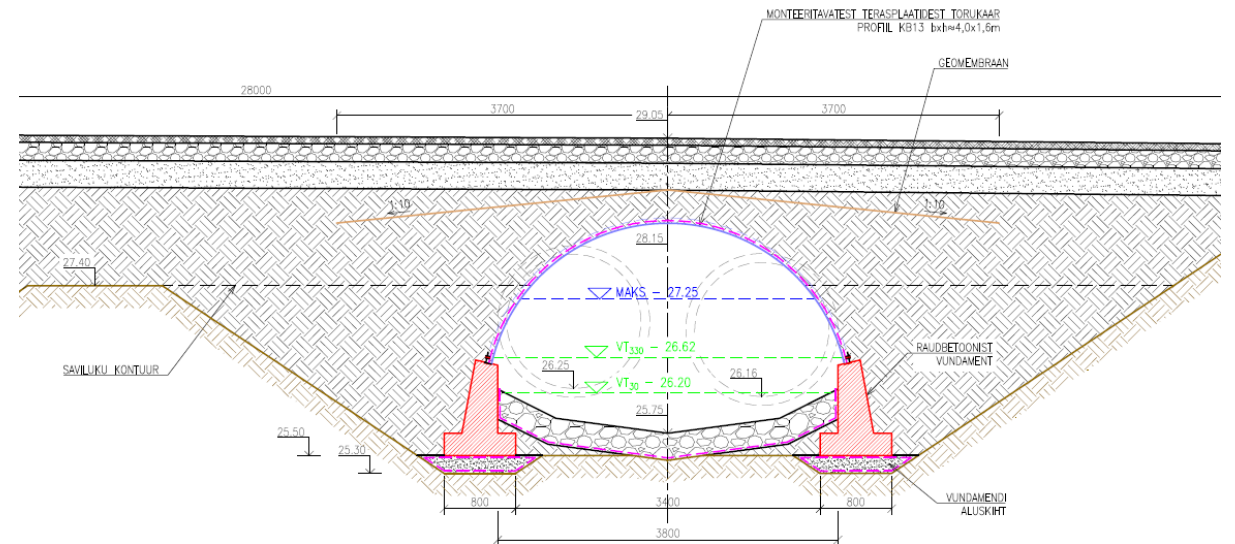 MONTEERITAVATEST TERASPLAATIDEST TORUKAAR
PROFIIL KB13 bxh≈4,0x1,6m
GEOMEMBRAAN
28000
3700
29.05
3700
1:10
1:10
28.15
27.40
MAKS - 27.25
VT330 - 26.62
RAUDBETOONIST
VUNDAMENT
SAVILUKU KONTUUR
26.25
VT30 - 26.20
26.16
25.75
25.50
25.30
VUNDAMENDI
ALUSKIHT
800
3400
800
3800